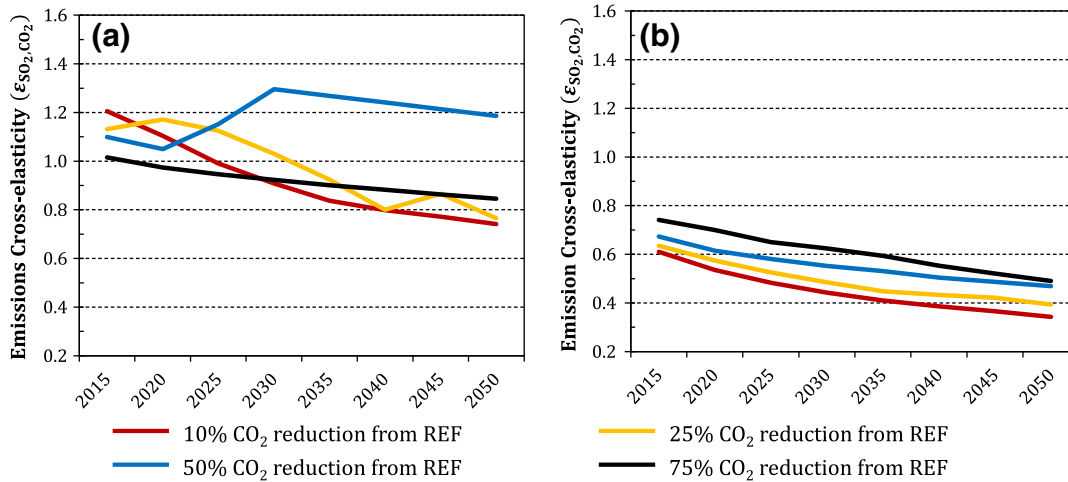 Emissions Cross-elasticity (ε_SO₂,CO₂)
(a)
1.6
1.4
1.2
1.0
0.8
0.6
0.4
0.2
2015 2020 2025 2030 2035 2040 2045 2050
Emission Cross-elasticity (ε_SO₂,CO₂)
(b)
1.6
1.4
1.2
1.0
0.8
0.6
0.4
0.2
2015 2020 2025 2030 2035 2040 2045 2050
10% CO₂ reduction from REF
25% CO₂ reduction from REF
50% CO₂ reduction from REF
75% CO₂ reduction from REF